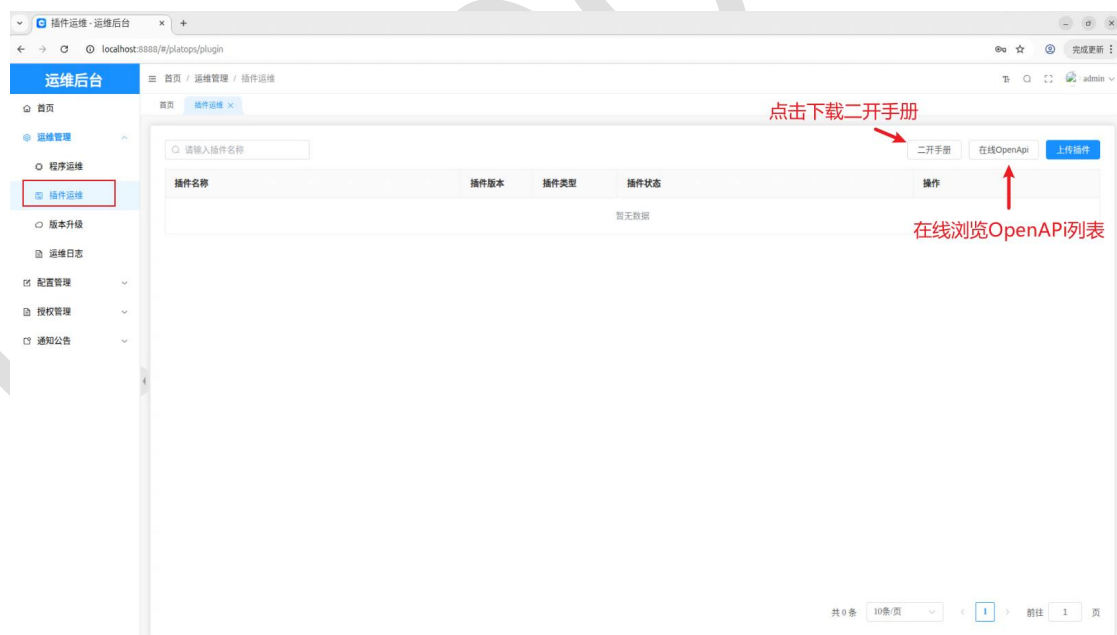 插件运维 - 运维后台
localhost:8888/#/platops/plugin
完成更新
运维后台
首页 / 运维管理 / 插件运维
admin
首页
插件运维
首页
运维管理
程序运维
插件运维
版本升级
运维日志
配置管理
授权管理
通知公告
点击下载二开手册
请输入插件名称
二开手册
在线OpenApi
上传插件
插件名称 插件版本 插件类型 插件状态 操作
暂无数据
在线浏览OpenAPi列表
共 0 条 10条/页 1 前往 1 页